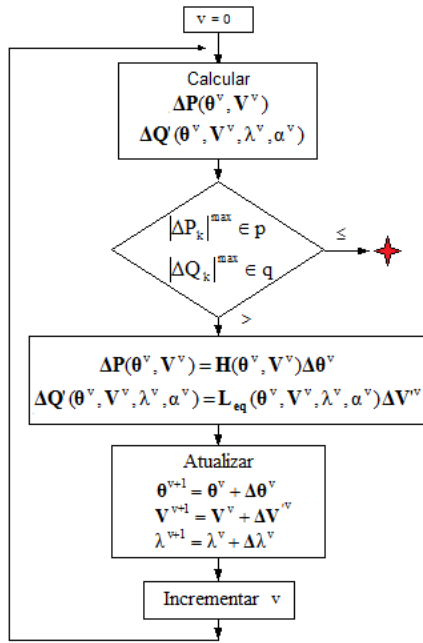 v = 0
Calcular
ΔP(θ^v, V^v)
ΔQ'(θ^v, V^v, λ^v, α^v)
|ΔP_k|^max ∈ p
|ΔQ_k|^max ∈ q
≤
>
ΔP(θ^v, V^v) = H(θ^v, V^v)Δθ^v
ΔQ'(θ^v, V^v, λ^v, α^v) = L_eq(θ^v, V^v, λ^v, α^v)ΔV'^v
Atualizar
θ^v+1 = θ^v + Δθ^v
V^v+1 = V^v + ΔV'^v
λ^v+1 = λ^v + Δλ^v
Incrementar v